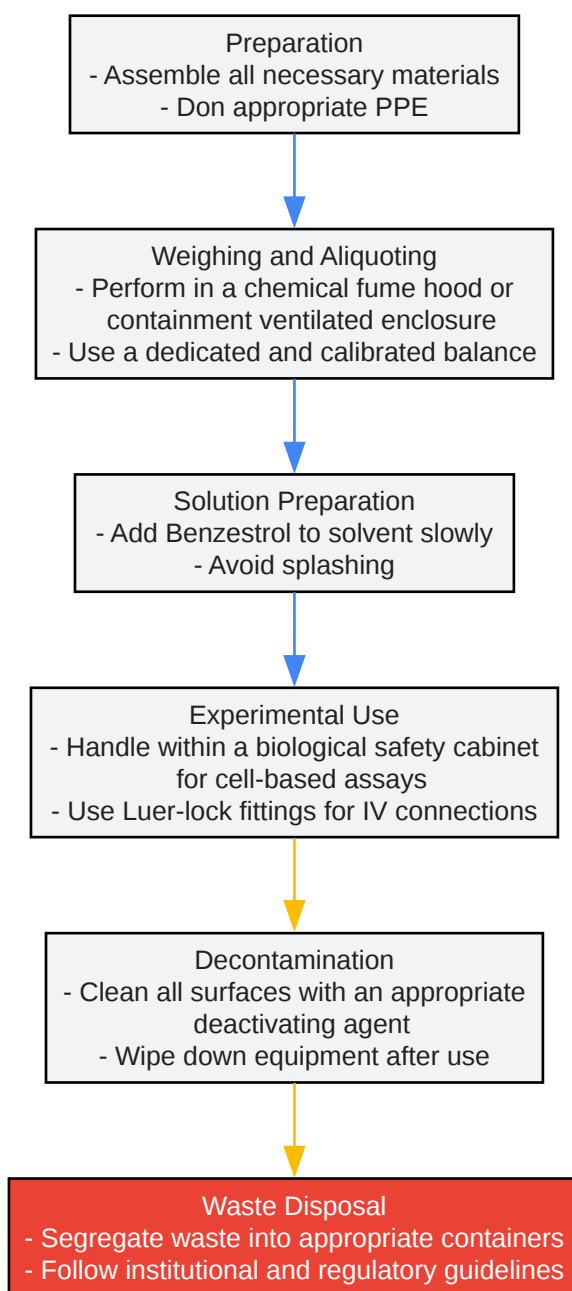 Preparation
- Assemble all necessary materials
- Don appropriate PPE
Weighing and Aliquoting
- Perform in a chemical fume hood or
containment ventilated enclosure
- Use a dedicated and calibrated balance
Solution Preparation
- Add Benzestrol to solvent slowly
- Avoid splashing
Experimental Use
- Handle within a biological safety cabinet
for cell-based assays
- Use Luer-lock fittings for IV connections
Decontamination
- Clean all surfaces with an appropriate
deactivating agent
- Wipe down equipment after use
Waste Disposal
- Segregate waste into appropriate containers
- Follow institutional and regulatory guidelines